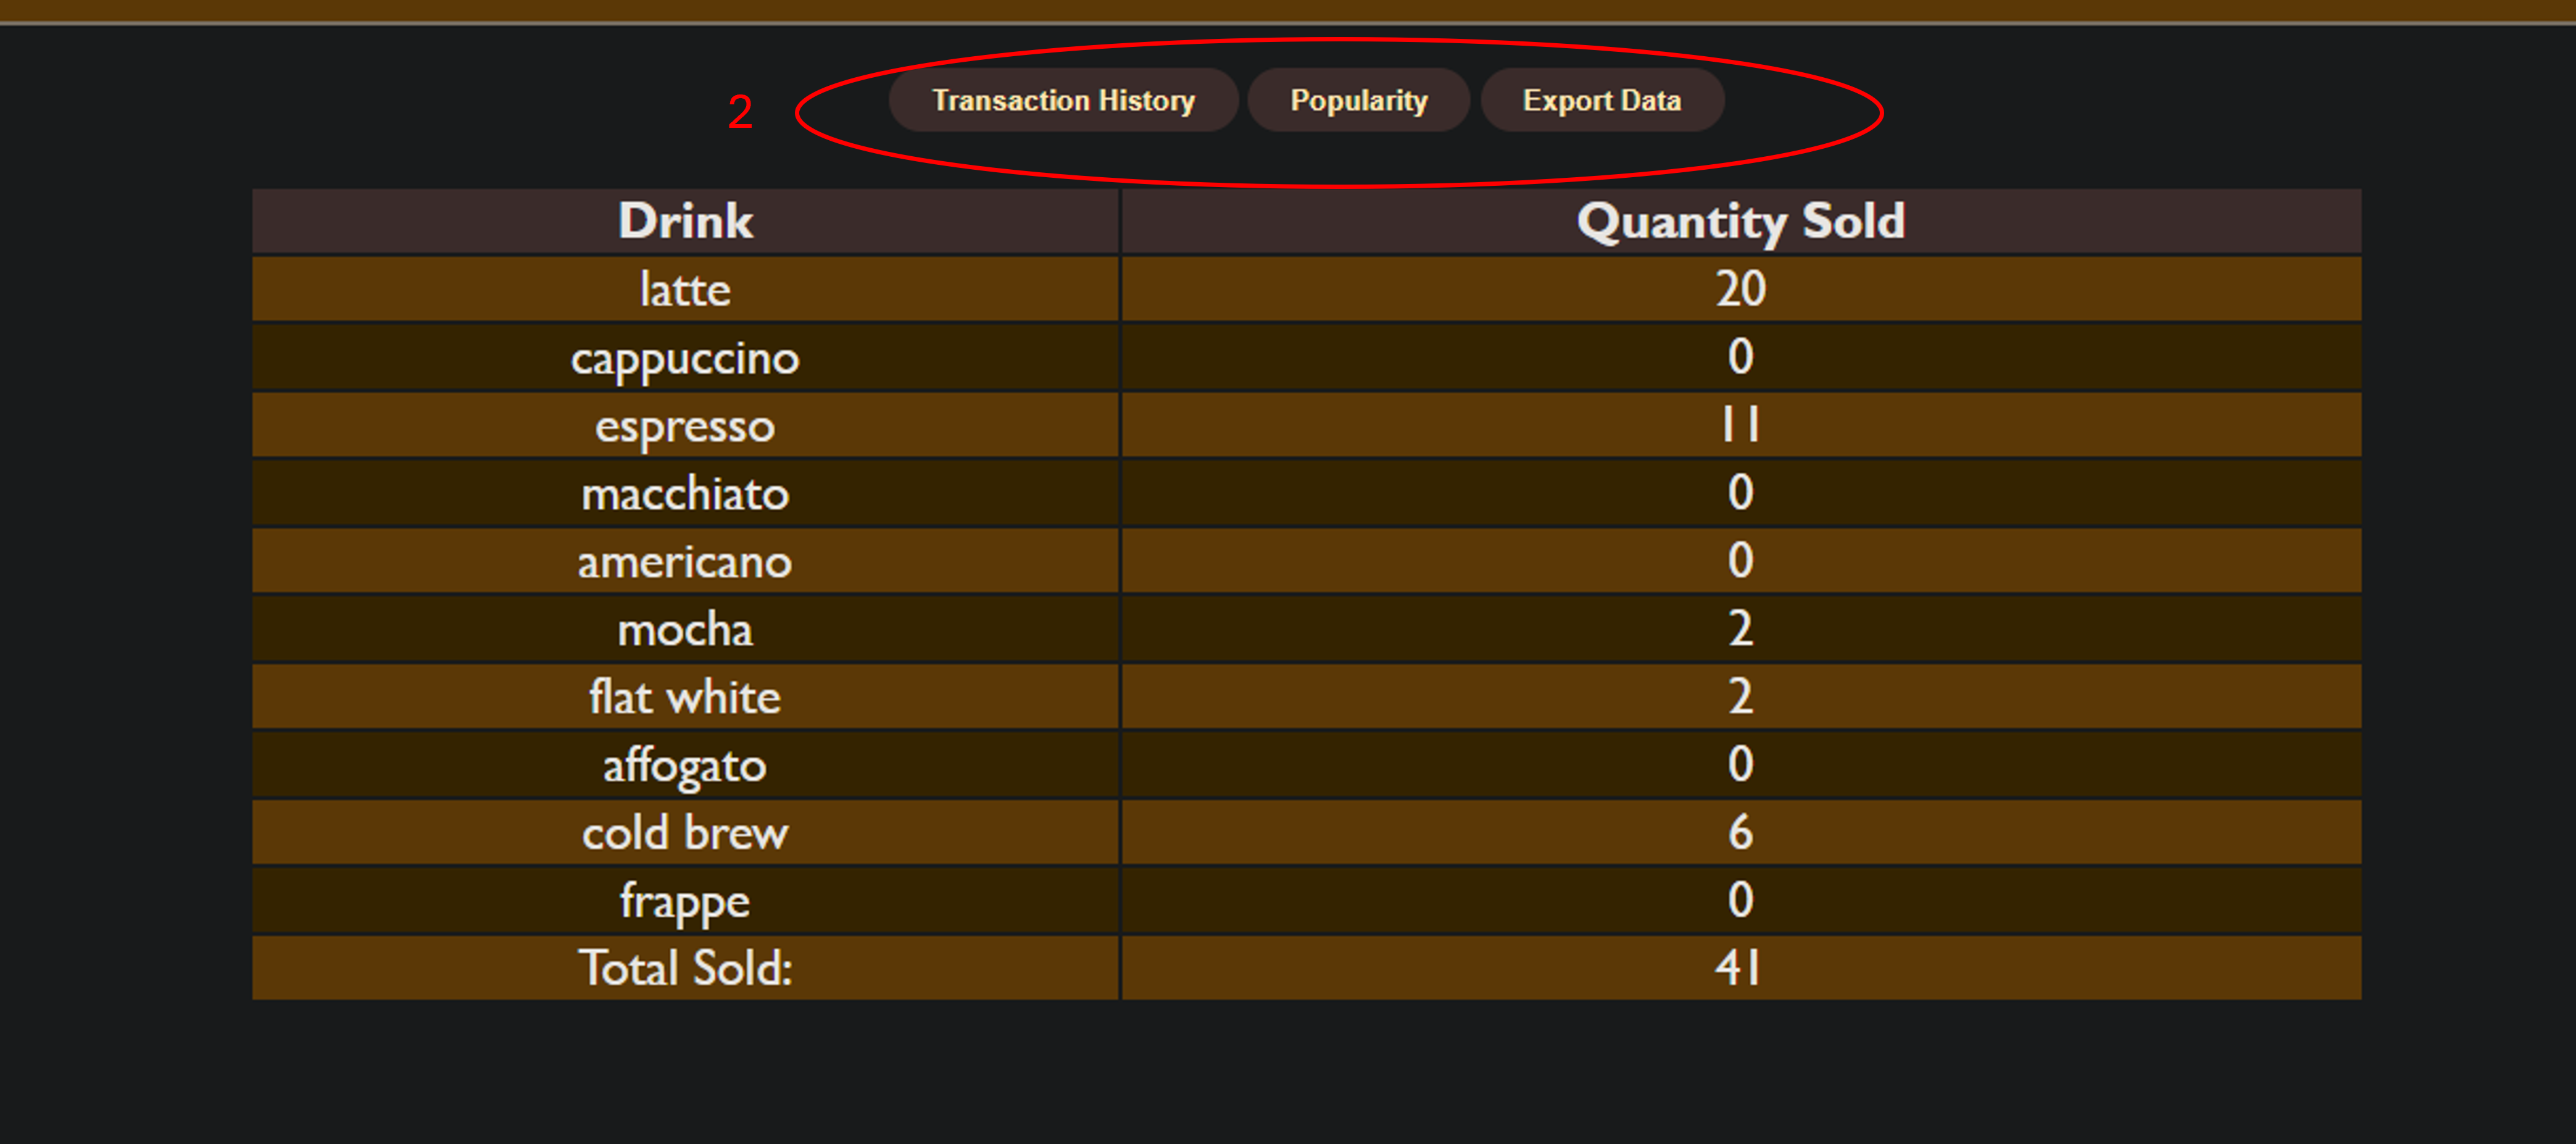 2 Transaction History Popularity Export Data
Drink Quantity Sold
latte 20
cappuccino 0
espresso 11
macchiato 0
americano 0
mocha 2
flat white 2
affogato 0
cold brew 6
frappe 0
Total Sold: 41